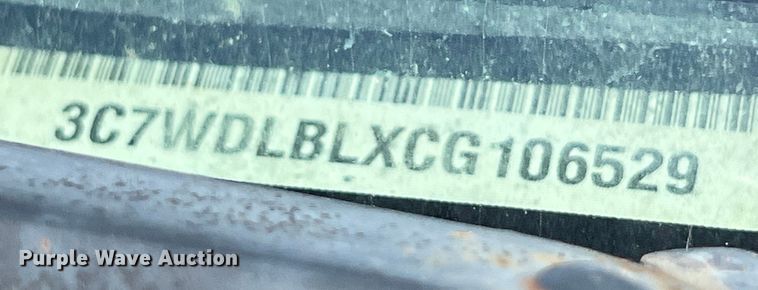 3C7WDLBLXCG106529
Purple Wave Auction